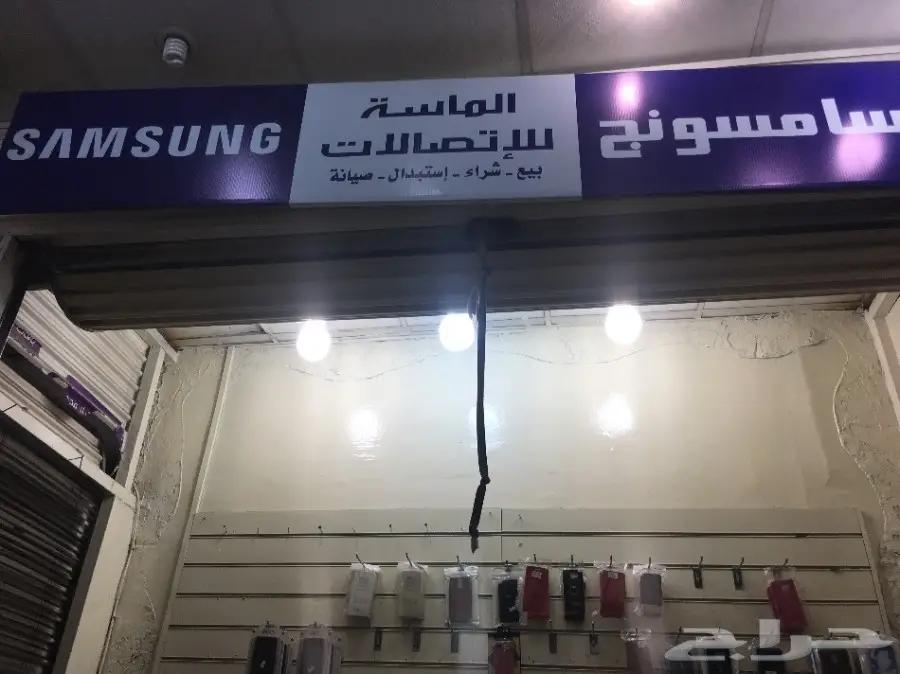 SAMSUNG
الماسة
للإتصالات
بيع - شراء - إستبدال - صيانة
سامسونج
حراج